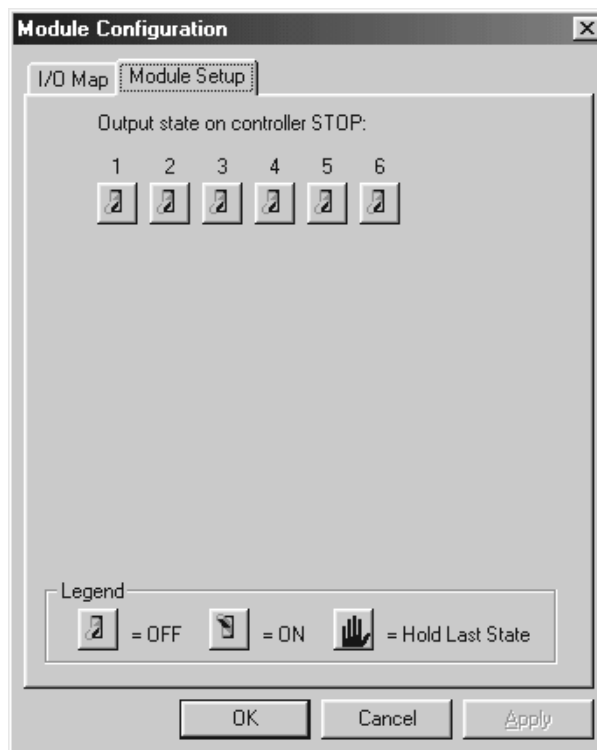 Module Configuration
I/O Map
Module Setup
Output state on controller STOP:
1 2 3 4 5 6
Legend
= OFF = ON = Hold Last State
OK Cancel Apply